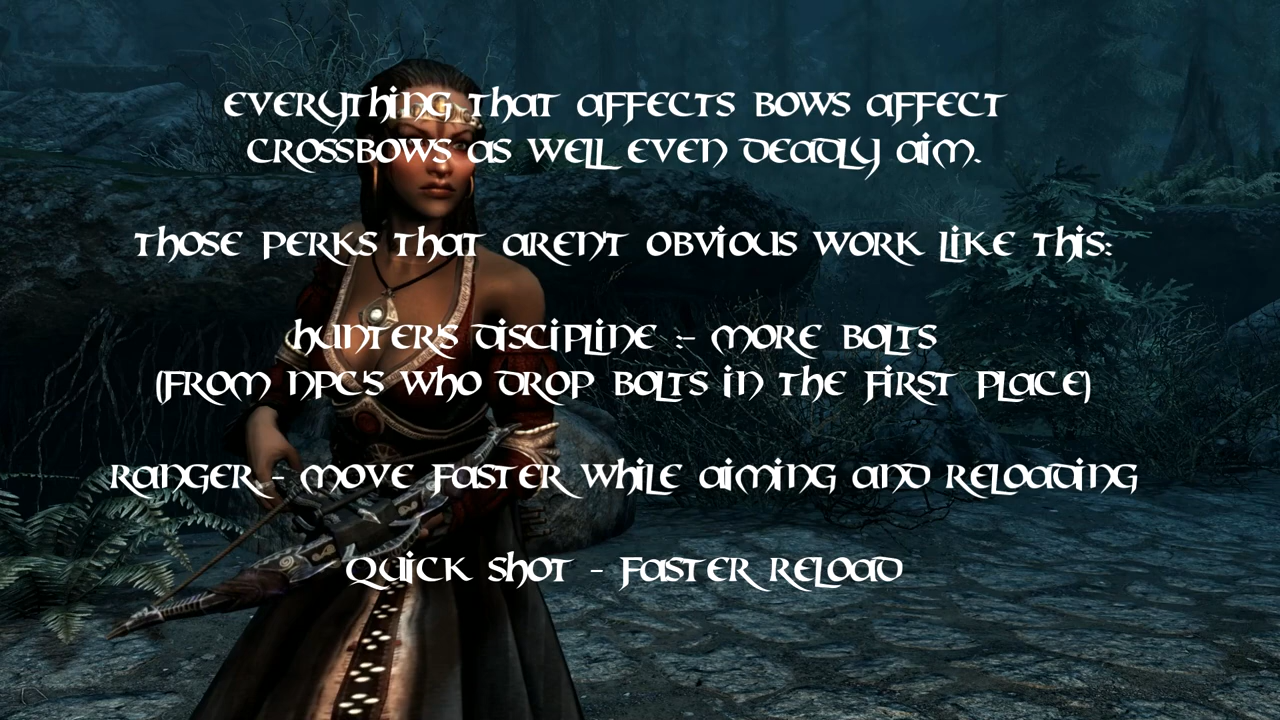 EVERYTHING THAT AFFECTS BOWS AFFECT
CROSSBOWS AS WELL EVEN DEADLY AIM.
THOSE PERKS THAT AREN'T OBVIOUS WORK LIKE THIS:
HUNTER'S DISCIPLINE :- MORE BOLTS
(FROM NPC'S WHO DROP BOLTS IN THE FIRST PLACE)
RANGER - MOVE FASTER WHILE AIMING AND RELOADING
QUICK SHOT - FASTER RELOAD